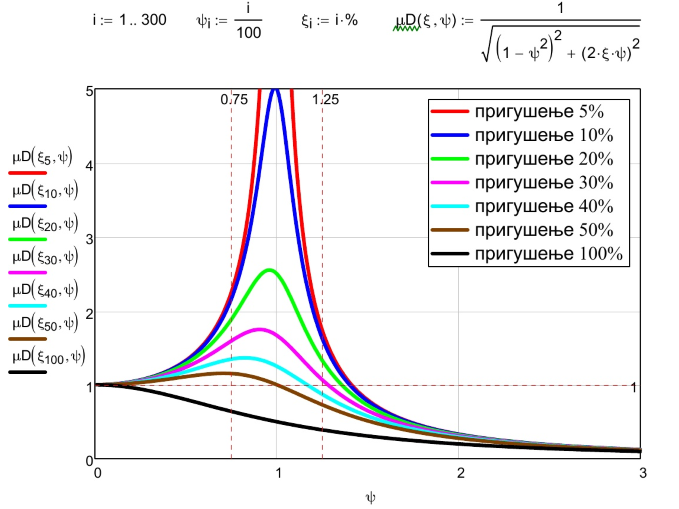 i := 1 .. 300    ψi := i/100    ξi := i·%    μD(ξ, ψ) := 1/√((1 − ψ²)² + (2·ξ·ψ)²)
5
0.75
1.25
пригушење 5%
пригушење 10%
пригушење 20%
пригушење 30%
пригушење 40%
пригушење 50%
пригушење 100%
μD(ξ5, ψ)
μD(ξ10, ψ)
μD(ξ20, ψ)
μD(ξ30, ψ)
μD(ξ40, ψ)
μD(ξ50, ψ)
μD(ξ100, ψ)
4
3
2
1
1
0
0
1
2
3
ψ